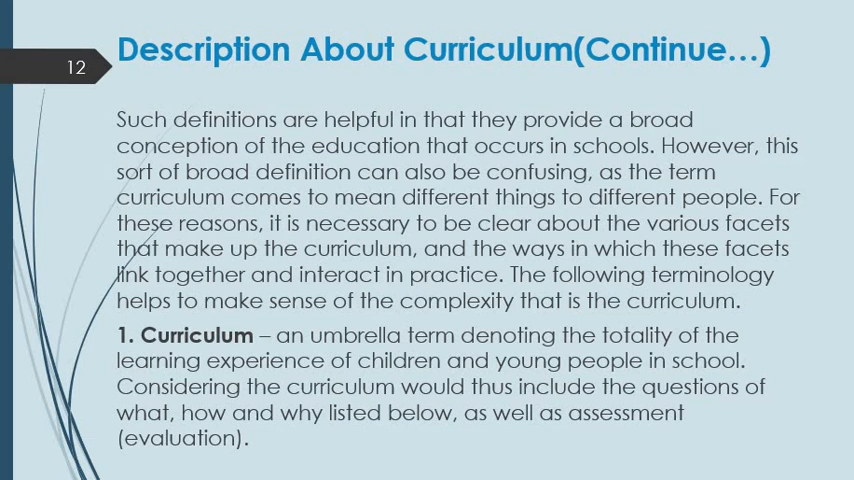 Description About Curriculum(Continue…)
12
Such definitions are helpful in that they provide a broad
conception of the education that occurs in schools. However, this
sort of broad definition can also be confusing, as the term
curriculum comes to mean different things to different people. For
these reasons, it is necessary to be clear about the various facets
that make up the curriculum, and the ways in which these facets
link together and interact in practice. The following terminology
helps to make sense of the complexity that is the curriculum.
1. Curriculum – an umbrella term denoting the totality of the
learning experience of children and young people in school.
Considering the curriculum would thus include the questions of
what, how and why listed below, as well as assessment
(evaluation).